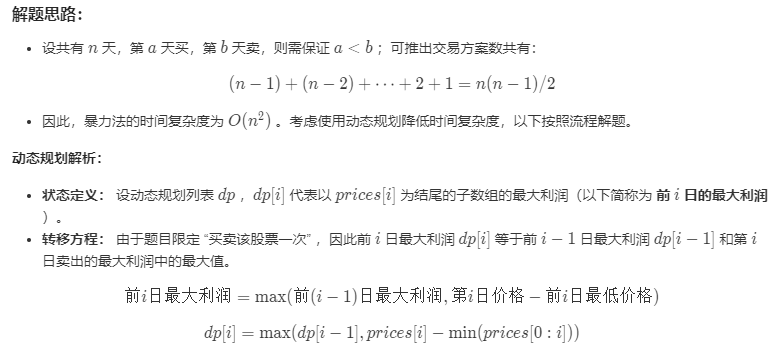 解题思路：
• 设共有 n 天，第 a 天买，第 b 天卖，则需保证 a < b ；可推出交易方案数共有：
(n − 1) + (n − 2) + ⋯ + 2 + 1 = n(n − 1)/2
• 因此，暴力法的时间复杂度为 O(n²) 。考虑使用动态规划降低时间复杂度，以下按照流程解题。
动态规划解析：
• 状态定义： 设动态规划列表 dp ，dp[i] 代表以 prices[i] 为结尾的子数组的最大利润（以下简称为 前 i 日的最大利润
）。
• 转移方程： 由于题目限定 “买卖该股票一次” ，因此前 i 日最大利润 dp[i] 等于前 i − 1 日最大利润 dp[i − 1] 和第 i
日卖出的最大利润中的最大值。
前i日最大利润 = max(前(i − 1)日最大利润, 第i日价格 − 前i日最低价格)
dp[i] = max(dp[i − 1], prices[i] − min(prices[0 : i]))